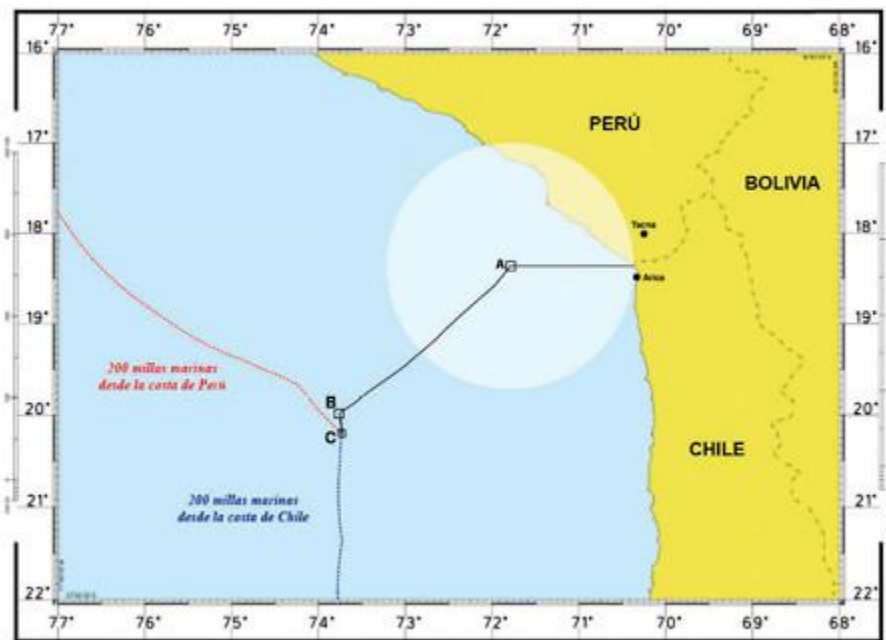 77° 76° 75° 74° 73° 72° 71° 70° 69° 68°
16° 16°
17° 17°
PERÚ
BOLIVIA
18° 18°
Tacna
A
Arica
19° 19°
200 millas marinas
desde la costa de Perú
20° 20°
B
C
CHILE
21° 21°
200 millas marinas
desde la costa de Chile
22° 22°
77° 76° 75° 74° 73° 72° 71° 70° 69° 68°